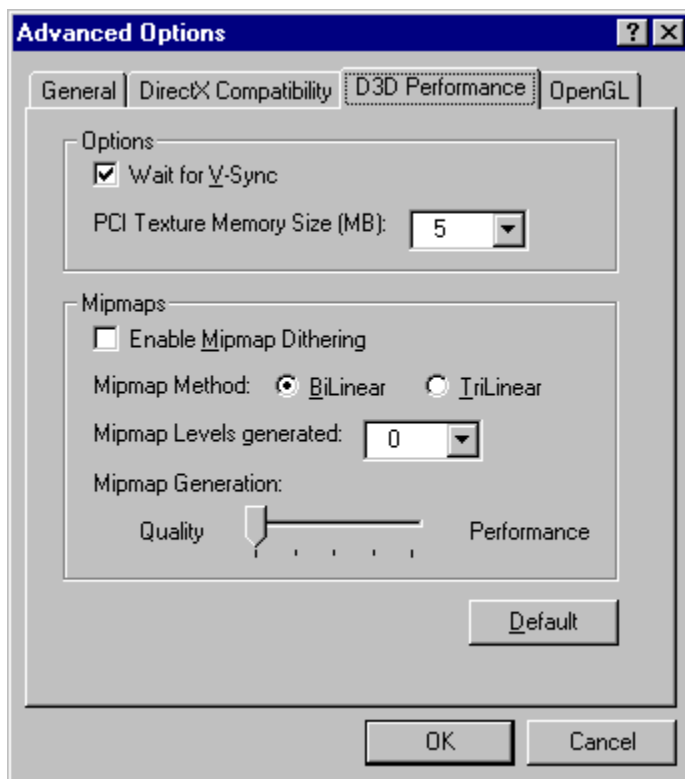 Advanced Options
General DirectX Compatibility D3D Performance OpenGL
Options
Wait for V-Sync
PCI Texture Memory Size (MB): 5
Mipmaps
Enable Mipmap Dithering
Mipmap Method: BiLinear TriLinear
Mipmap Levels generated: 0
Mipmap Generation:
Quality Performance
Default
OK Cancel